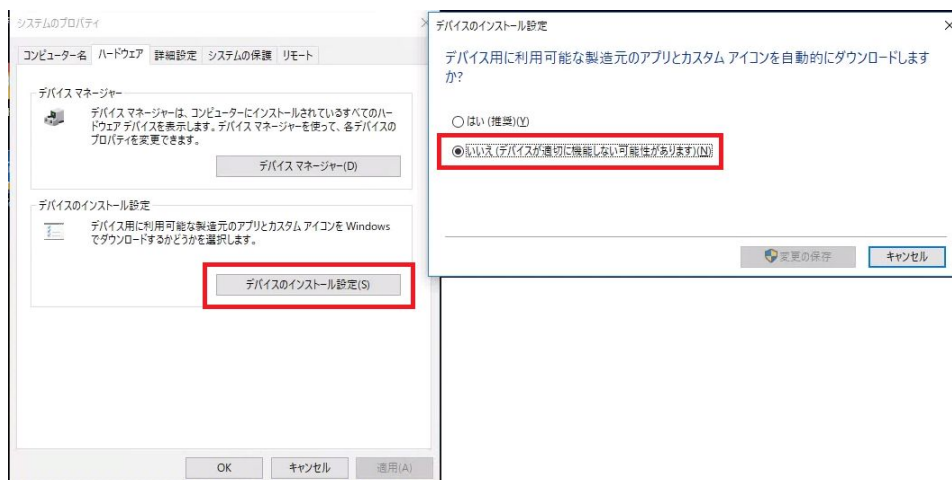 システムのプロパティ
コンピューター名 ハードウェア 詳細設定 システムの保護 リモート
デバイス マネージャー
デバイス マネージャーは、コンピューターにインストールされているすべてのハー
ドウェア デバイスを表示します。デバイス マネージャーを使って、各デバイスの
プロパティを変更できます。
デバイス マネージャー(D)
デバイスのインストール設定
デバイス用に利用可能な製造元のアプリとカスタム アイコンを Windows
でダウンロードするかどうかを選択します。
デバイスのインストール設定(S)
OK キャンセル 適用(A)
デバイスのインストール設定
デバイス用に利用可能な製造元のアプリとカスタム アイコンを自動的にダウンロードします
か?
はい (推奨)(Y)
いいえ (デバイスが適切に機能しない可能性があります)(N)
変更の保存 キャンセル